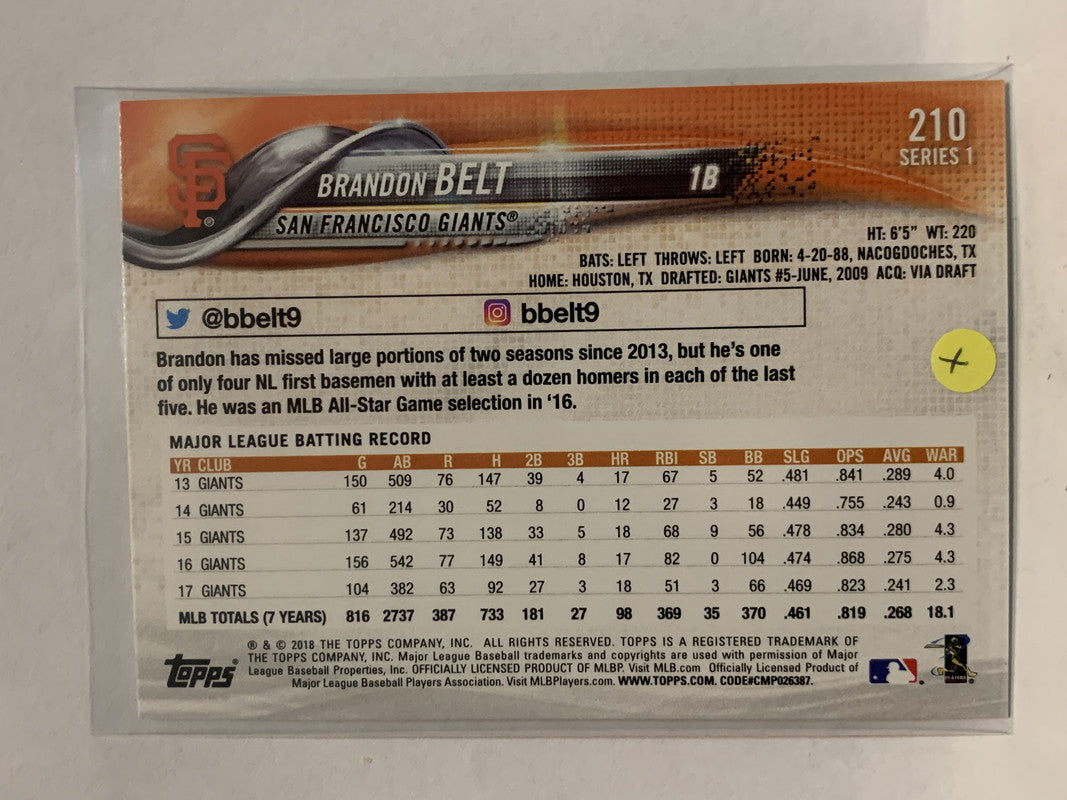 210
SERIES 1
SF®
BRANDON BELT 1B
SAN FRANCISCO GIANTS®
HT: 6'5" WT: 220
BATS: LEFT THROWS: LEFT BORN: 4-20-88, NACOGDOCHES, TX
HOME: HOUSTON, TX DRAFTED: GIANTS #5-JUNE, 2009 ACQ: VIA DRAFT
@bbelt9 bbelt9
Brandon has missed large portions of two seasons since 2013, but he's one
of only four NL first basemen with at least a dozen homers in each of the last
five. He was an MLB All-Star Game selection in '16.
MAJOR LEAGUE BATTING RECORD
YR CLUB G AB R H 2B 3B HR RBI SB BB SLG OPS AVG WAR
13 GIANTS 150 509 76 147 39 4 17 67 5 52 .481 .841 .289 4.0
14 GIANTS 61 214 30 52 8 0 12 27 3 18 .449 .755 .243 0.9
15 GIANTS 137 492 73 138 33 5 18 68 9 56 .478 .834 .280 4.3
16 GIANTS 156 542 77 149 41 8 17 82 0 104 .474 .868 .275 4.3
17 GIANTS 104 382 63 92 27 3 18 51 3 66 .469 .823 .241 2.3
MLB TOTALS (7 YEARS) 816 2737 387 733 181 27 98 369 35 370 .461 .819 .268 18.1
® & © 2018 THE TOPPS COMPANY, INC. ALL RIGHTS RESERVED. TOPPS IS A REGISTERED TRADEMARK OF
THE TOPPS COMPANY, INC. Major League Baseball trademarks and copyrights are used with permission of Major
League Baseball Properties, Inc. OFFICIALLY LICENSED PRODUCT OF MLBP. Visit MLB.com Officially Licensed Product of
Major League Baseball Players Association. Visit MLBPlayers.com. WWW.TOPPS.COM. CODE#CMP026387.
Topps®
PLAYERS